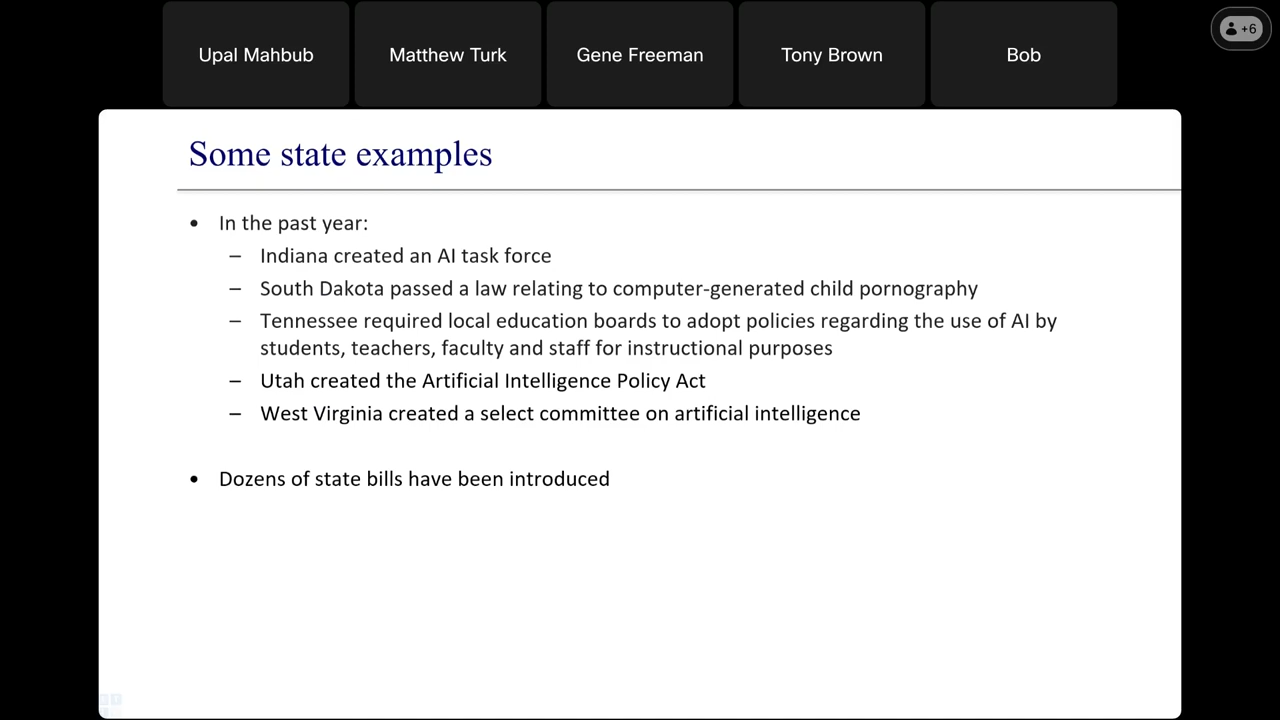 Upal Mahbub
Matthew Turk
Gene Freeman
Tony Brown
Bob
+6
Some state examples
• In the past year:
– Indiana created an AI task force
– South Dakota passed a law relating to computer-generated child pornography
– Tennessee required local education boards to adopt policies regarding the use of AI by
students, teachers, faculty and staff for instructional purposes
– Utah created the Artificial Intelligence Policy Act
– West Virginia created a select committee on artificial intelligence
• Dozens of state bills have been introduced